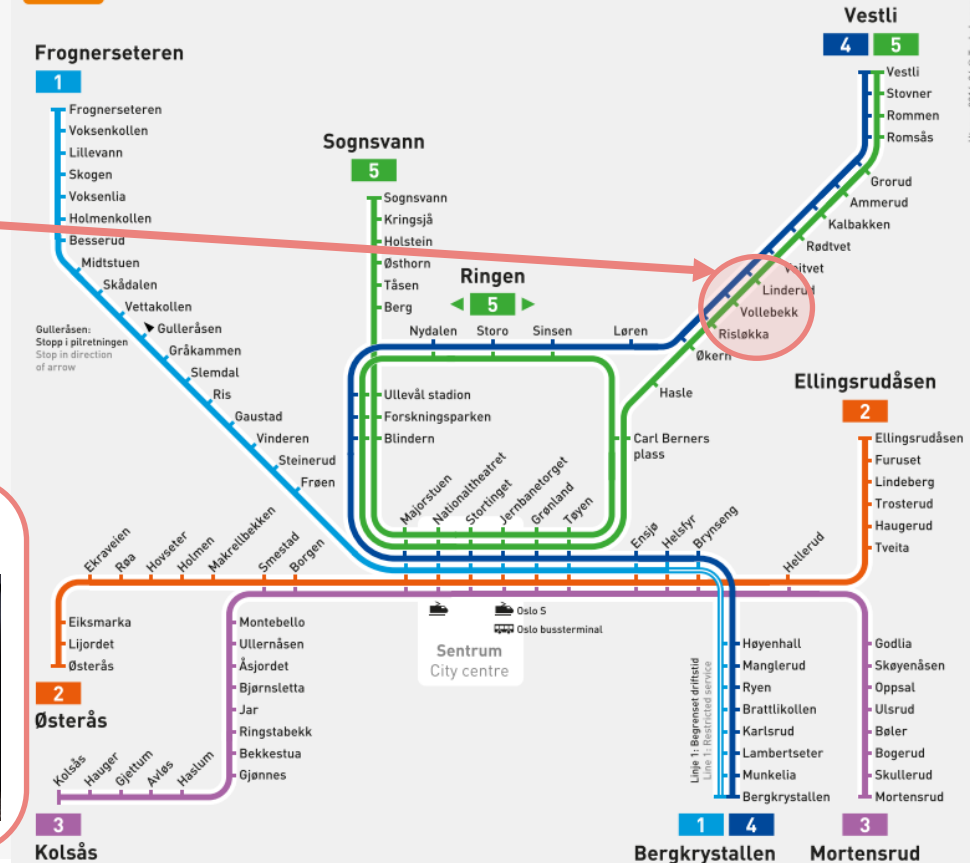 Vestli
4 5
Vestli
Stovner
Rommen
Romsås
Grorud
Ammerud
Kalbakken
Rødtvet
Veitvet
Linderud
Vollebekk
Risløkka
Økern
Hasle
Carl Berners
plass
Frognerseteren
1
Frognerseteren
Voksenkollen
Lillevann
Skogen
Voksenlia
Holmenkollen
Besserud
Midtstuen
Skådalen
Vettakollen
Gulleråsen
Gråkammen
Slemdal
Ris
Gaustad
Vinderen
Steinerud
Frøen
Gulleråsen:
Stopp i pilretningen
Stop in direction
of arrow
Sognsvann
5
Sognsvann
Kringsjå
Holstein
Østhorn
Tåsen
Berg
Ringen
5
Nydalen
Storo
Sinsen
Løren
Ullevål stadion
Forskningsparken
Blindern
Majorstuen
Nationaltheatret
Stortinget
Jernbanetorget
Grønland
Tøyen
Ensjø
Helsfyr
Brynseng
Hellerud
Ellingsrudåsen
2
Ellingsrudåsen
Furuset
Lindeberg
Trosterud
Haugerud
Tveita
Ekraveien
Røa
Hovseter
Holmen
Makrellbekken
Smestad
Borgen
Eiksmarka
Lijordet
Østerås
2
Østerås
Montebello
Ullernåsen
Åsjordet
Bjørnsletta
Jar
Ringstabekk
Bekkestua
Gjønnes
Kolsås
Hauger
Gjettum
Avløs
Haslum
3
Kolsås
Oslo S
Oslo bussterminal
Sentrum
City centre
Linje 1: Begrenset driftstid
Line 1: Restricted service
Høyenhall
Manglerud
Ryen
Brattlikollen
Karlsrud
Lambertseter
Munkelia
Bergkrystallen
1 4
Bergkrystallen
Godlia
Skøyenåsen
Oppsal
Ulsrud
Bøler
Bogerud
Skullerud
Mortensrud
3
Mortensrud